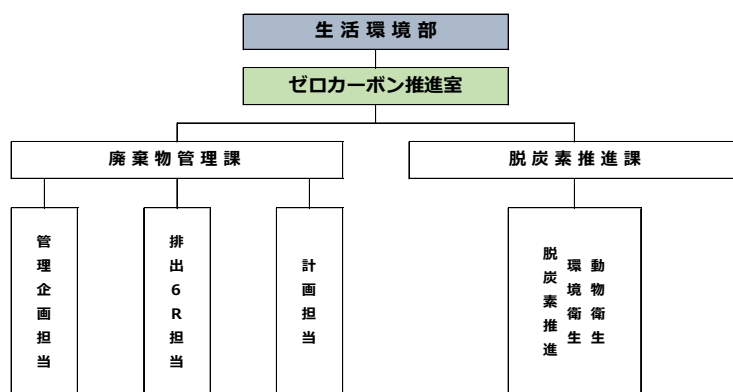 生活環境部
ゼロカーボン推進室
廃棄物管理課
脱炭素推進課
管理企画担当
排出6R担当
計画担当
動物衛生
環境衛生
脱炭素推進